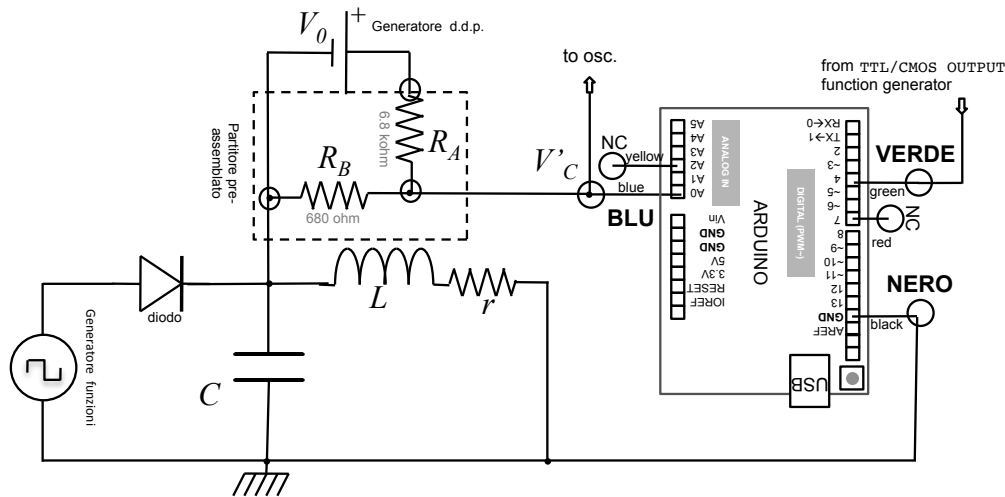 V0
+
Generatore d.d.p.
Partitore pre-
assemblato
6.8 kohm
RA
RB
680 ohm
to osc.
from TTL/CMOS OUTPUT
function generator
V'C
NC
yellow
blue
BLU
A5
A4
A3
A2
A1
A0
ANALOG IN
Vin
GND
GND
5V
3.3V
RESET
IOREF
ARDUINO
DIGITAL (PWM~)
RX←0
TX→1
2
~3
4
~5
~6
7
8
~9
~10
~11
12
13
GND
AREF
VERDE
green
NC
red
NERO
black
USB
diodo
L
r
Generatore funzioni
C